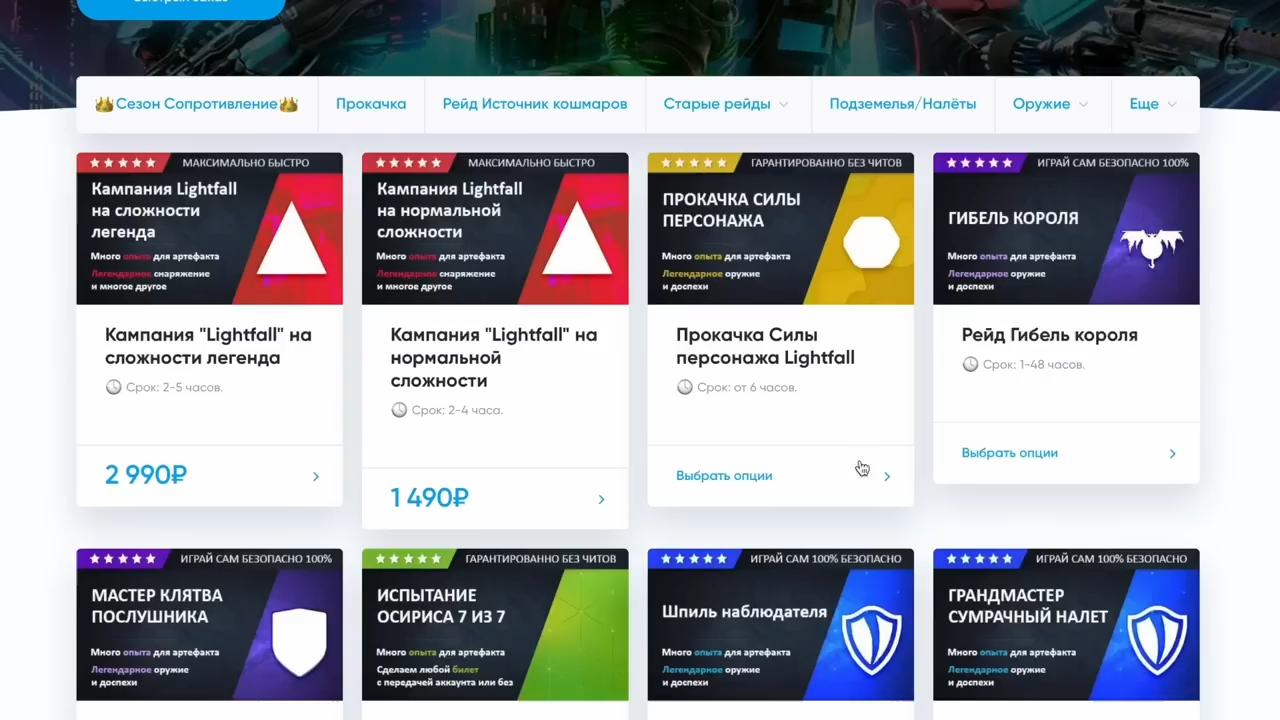 Быстрый заказ
👑Сезон Сопротивление👑
Прокачка
Рейд Источник кошмаров
Старые рейды
Подземелья/Налёты
Оружие
Еще
МАКСИМАЛЬНО БЫСТРО
Кампания Lightfall
на сложности
легенда
Много опыта для артефакта
Легендарное снаряжение
и многое другое
Кампания "Lightfall" на
сложности легенда
Срок: 2-5 часов.
2 990₽
МАКСИМАЛЬНО БЫСТРО
Кампания Lightfall
на нормальной
сложности
Много опыта для артефакта
Легендарное снаряжение
и многое другое
Кампания "Lightfall" на
нормальной
сложности
Срок: 2-4 часа.
1 490₽
ГАРАНТИРОВАННО БЕЗ ЧИТОВ
ПРОКАЧКА СИЛЫ
ПЕРСОНАЖА
Много опыта для артефакта
Легендарное оружие
и доспехи
Прокачка Силы
персонажа Lightfall
Срок: от 6 часов.
Выбрать опции
ИГРАЙ САМ БЕЗОПАСНО 100%
ГИБЕЛЬ КОРОЛЯ
Много опыта для артефакта
Легендарное оружие
и доспехи
Рейд Гибель короля
Срок: 1-48 часов.
Выбрать опции
ИГРАЙ САМ БЕЗОПАСНО 100%
МАСТЕР КЛЯТВА
ПОСЛУШНИКА
Много опыта для артефакта
Легендарное оружие
и доспехи
ГАРАНТИРОВАННО БЕЗ ЧИТОВ
ИСПЫТАНИЕ
ОСИРИСА 7 ИЗ 7
Много опыта для артефакта
Сделаем любой билет
с передачей аккаунта или без
ИГРАЙ САМ 100% БЕЗОПАСНО
Шпиль наблюдателя
Много опыта для артефакта
Легендарное оружие
и доспехи
ИГРАЙ САМ 100% БЕЗОПАСНО
ГРАНДМАСТЕР
СУМРАЧНЫЙ НАЛЕТ
Много опыта для артефакта
Легендарное оружие
и доспехи